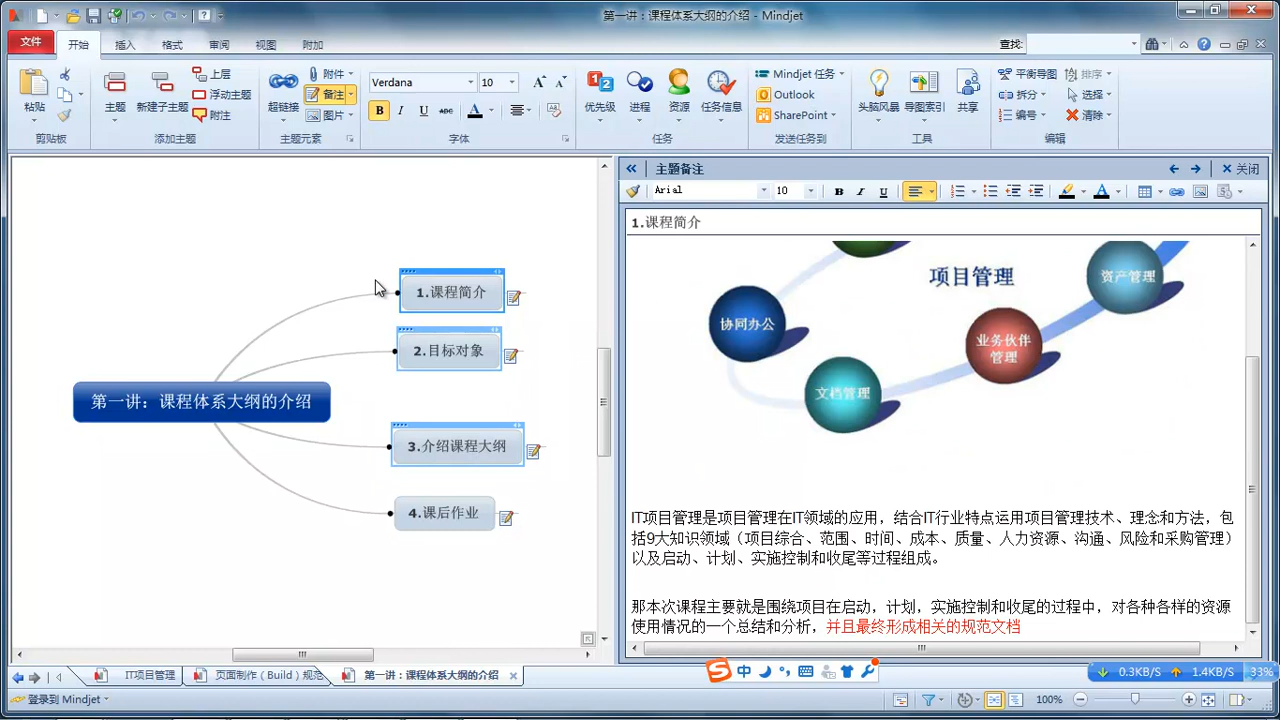 第一讲：课程体系大纲的介绍 - Mindjet
文件 开始 插入 格式 审阅 视图 附加 查找:
粘贴 剪贴板
主题 新建子主题 上层 浮动主题 附注 添加主题
超链接 附件 备注 图片 主题元素
Verdana 10 B I U abc A 字体
优先级 进程 资源 任务信息 任务
Mindjet 任务 Outlook SharePoint 发送任务到
头脑风暴 导图索引 共享 工具
平衡导图 排序 拆分 选择 编号 清除 编辑
主题备注 关闭
Arial 10 B I U A
1.课程简介
项目管理
资产管理
协同办公
业务伙伴
管理
文档管理
IT项目管理是项目管理在IT领域的应用，结合IT行业特点运用项目管理技术、理念和方法，包
括9大知识领域（项目综合、范围、时间、成本、质量、人力资源、沟通、风险和采购管理）
以及启动、计划、实施控制和收尾等过程组成。
那本次课程主要就是围绕项目在启动，计划，实施控制和收尾的过程中，对各种各样的资源
使用情况的一个总结和分析，并且最终形成相关的规范文档
第一讲：课程体系大纲的介绍
1.课程简介
2.目标对象
3.介绍课程大纲
4.课后作业
IT项目管理 页面制作（Build）规范 第一讲：课程体系大纲的介绍
中
0.3KB/S 1.4KB/S 33%
登录到 Mindjet 100%